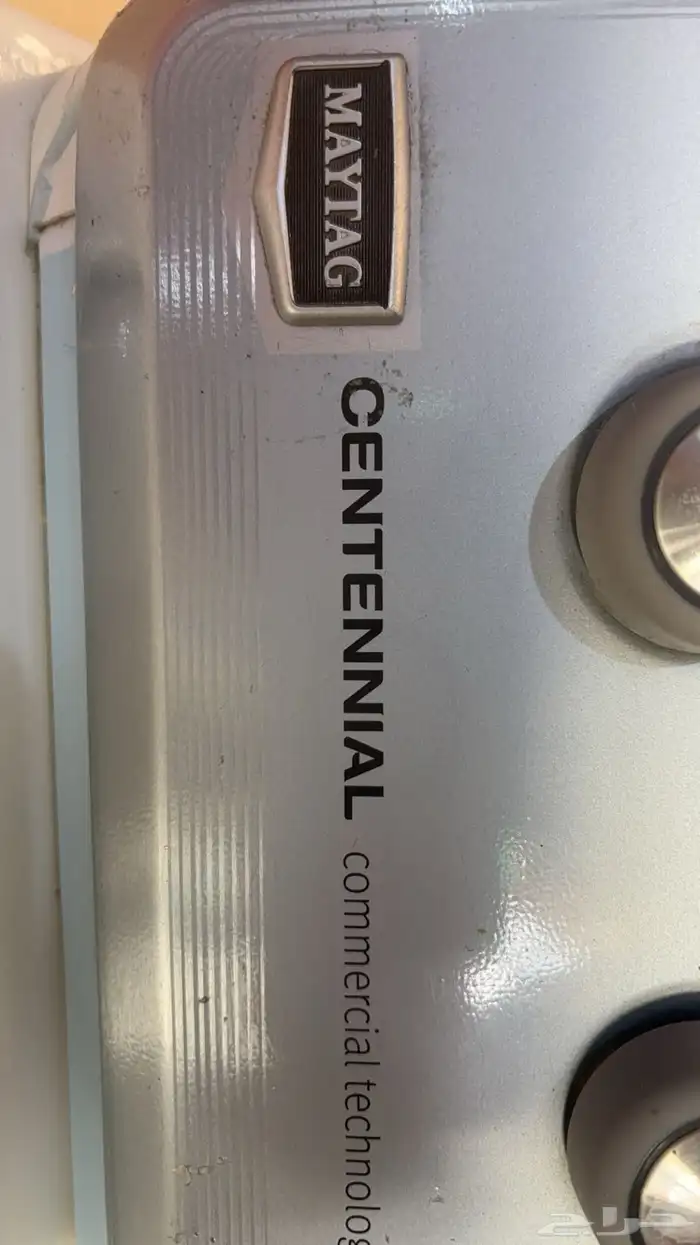 MAYTAG
CENTENNIAL commercial technolog
حراج